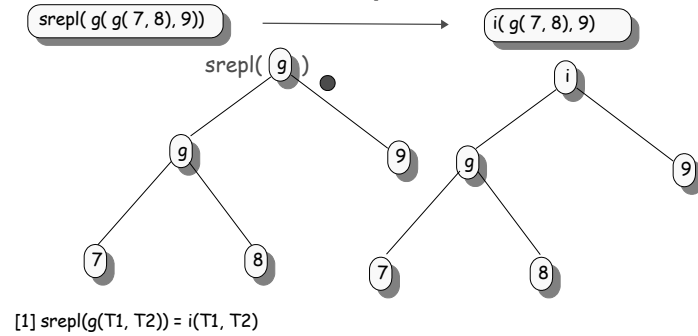 srepl( g( g( 7, 8), 9))
i( g( 7, 8), 9)
srepl( g )
i
g
9
g
9
7
8
7
8
[1] srepl(g(T1, T2)) = i(T1, T2)